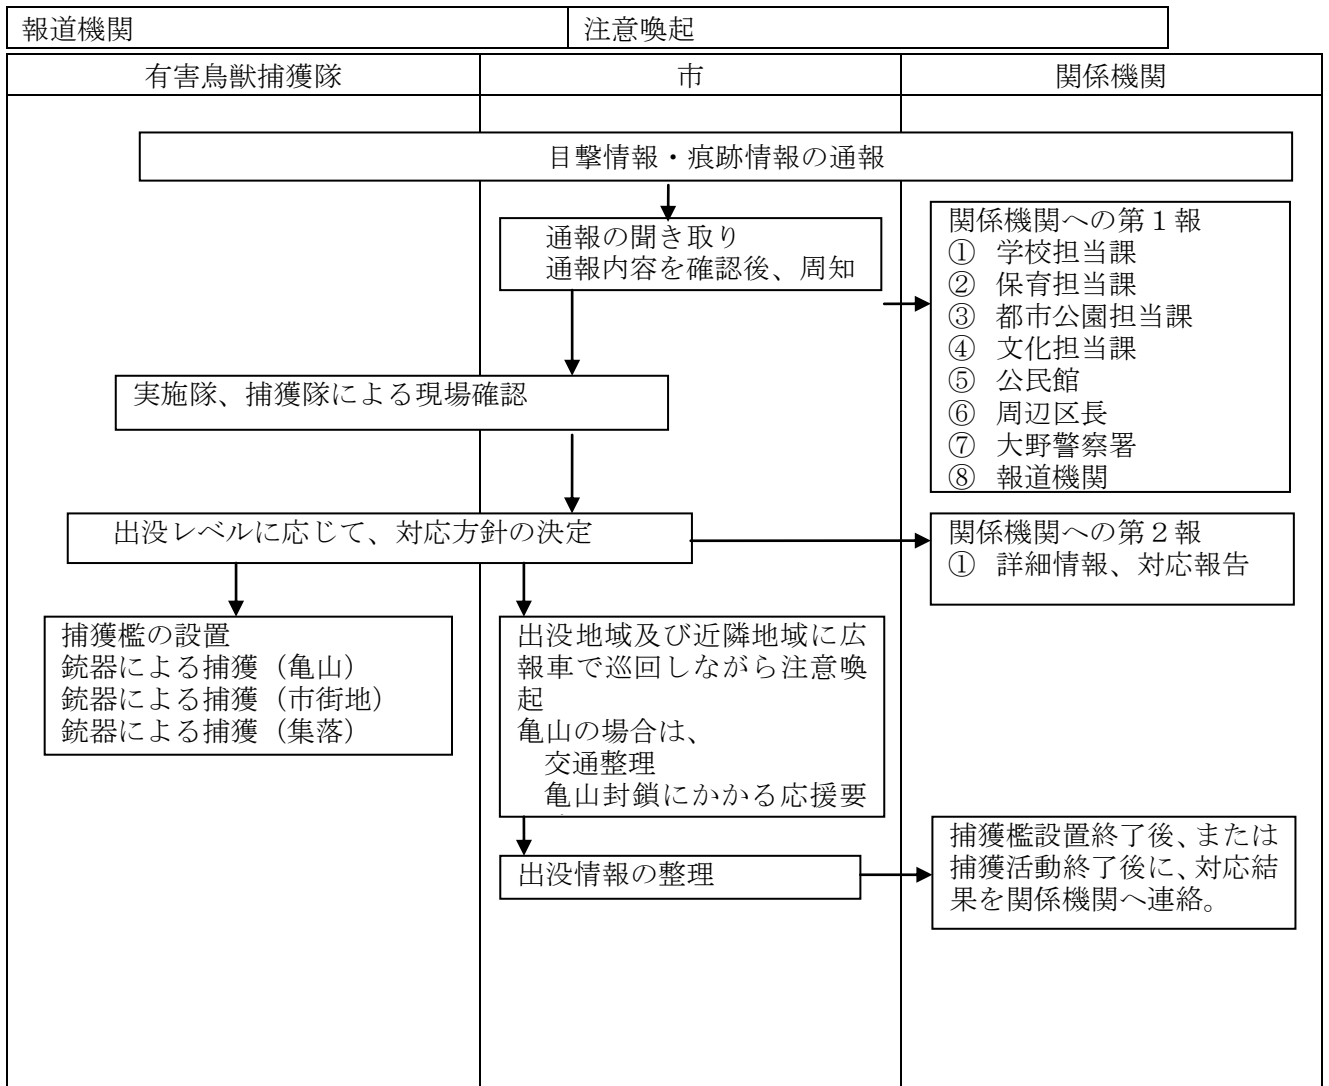 報道機関
注意喚起
有害鳥獣捕獲隊
市
関係機関
目撃情報・痕跡情報の通報
通報の聞き取り
通報内容を確認後、周知
関係機関への第1報
① 学校担当課
② 保育担当課
③ 都市公園担当課
④ 文化担当課
⑤ 公民館
⑥ 周辺区長
⑦ 大野警察署
⑧ 報道機関
実施隊、捕獲隊による現場確認
出没レベルに応じて、対応方針の決定
関係機関への第2報
① 詳細情報、対応報告
捕獲檻の設置
銃器による捕獲（亀山）
銃器による捕獲（市街地）
銃器による捕獲（集落）
出没地域及び近隣地域に広
報車で巡回しながら注意喚
起
亀山の場合は、
交通整理
亀山封鎖にかかる応援要
出没情報の整理
捕獲檻設置終了後、または
捕獲活動終了後に、対応結
果を関係機関へ連絡。